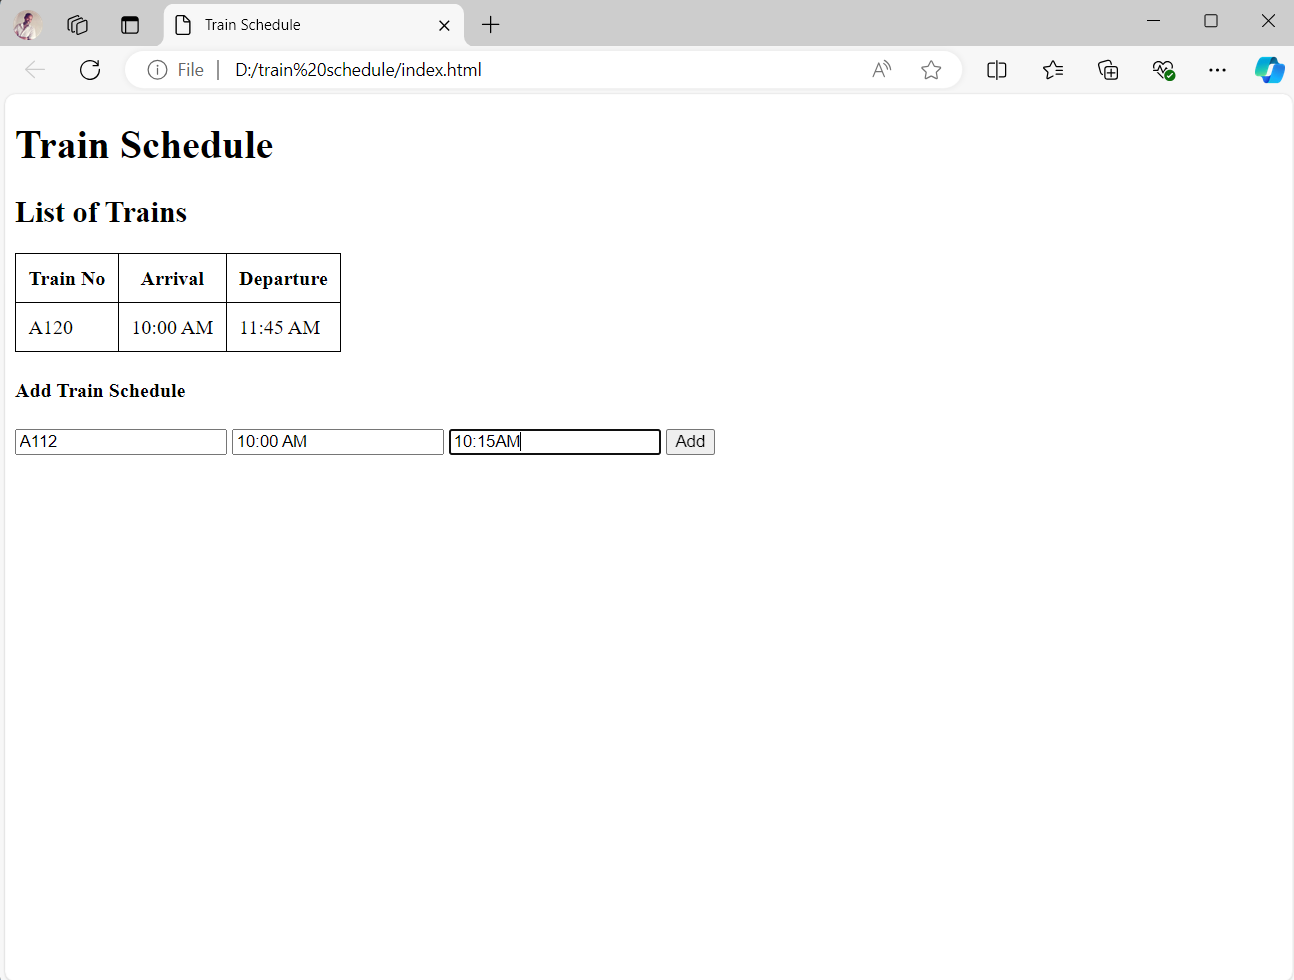 Train Schedule
File D:/train%20schedule/index.html
Train Schedule
List of Trains
Train No Arrival Departure
A120 10:00 AM 11:45 AM
Add Train Schedule
A112 10:00 AM 10:15AM Add